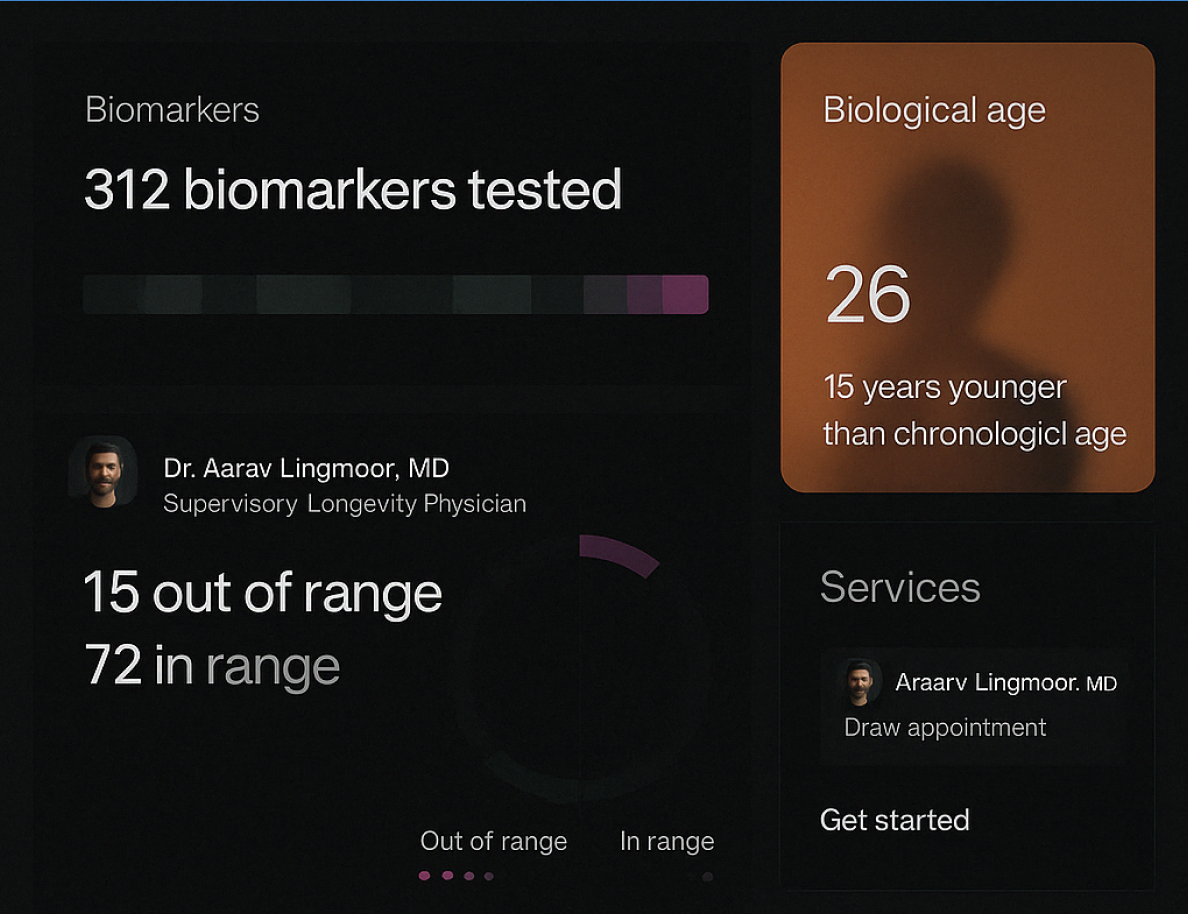 Biomarkers
312 biomarkers tested
Biological age
26
15 years younger
than chronologicl age
Dr. Aarav Lingmoor, MD
Supervisory Longevity Physician
15 out of range
72 in range
Out of range
In range
Services
Araarv Lingmoor. MD
Draw appointment
Get started